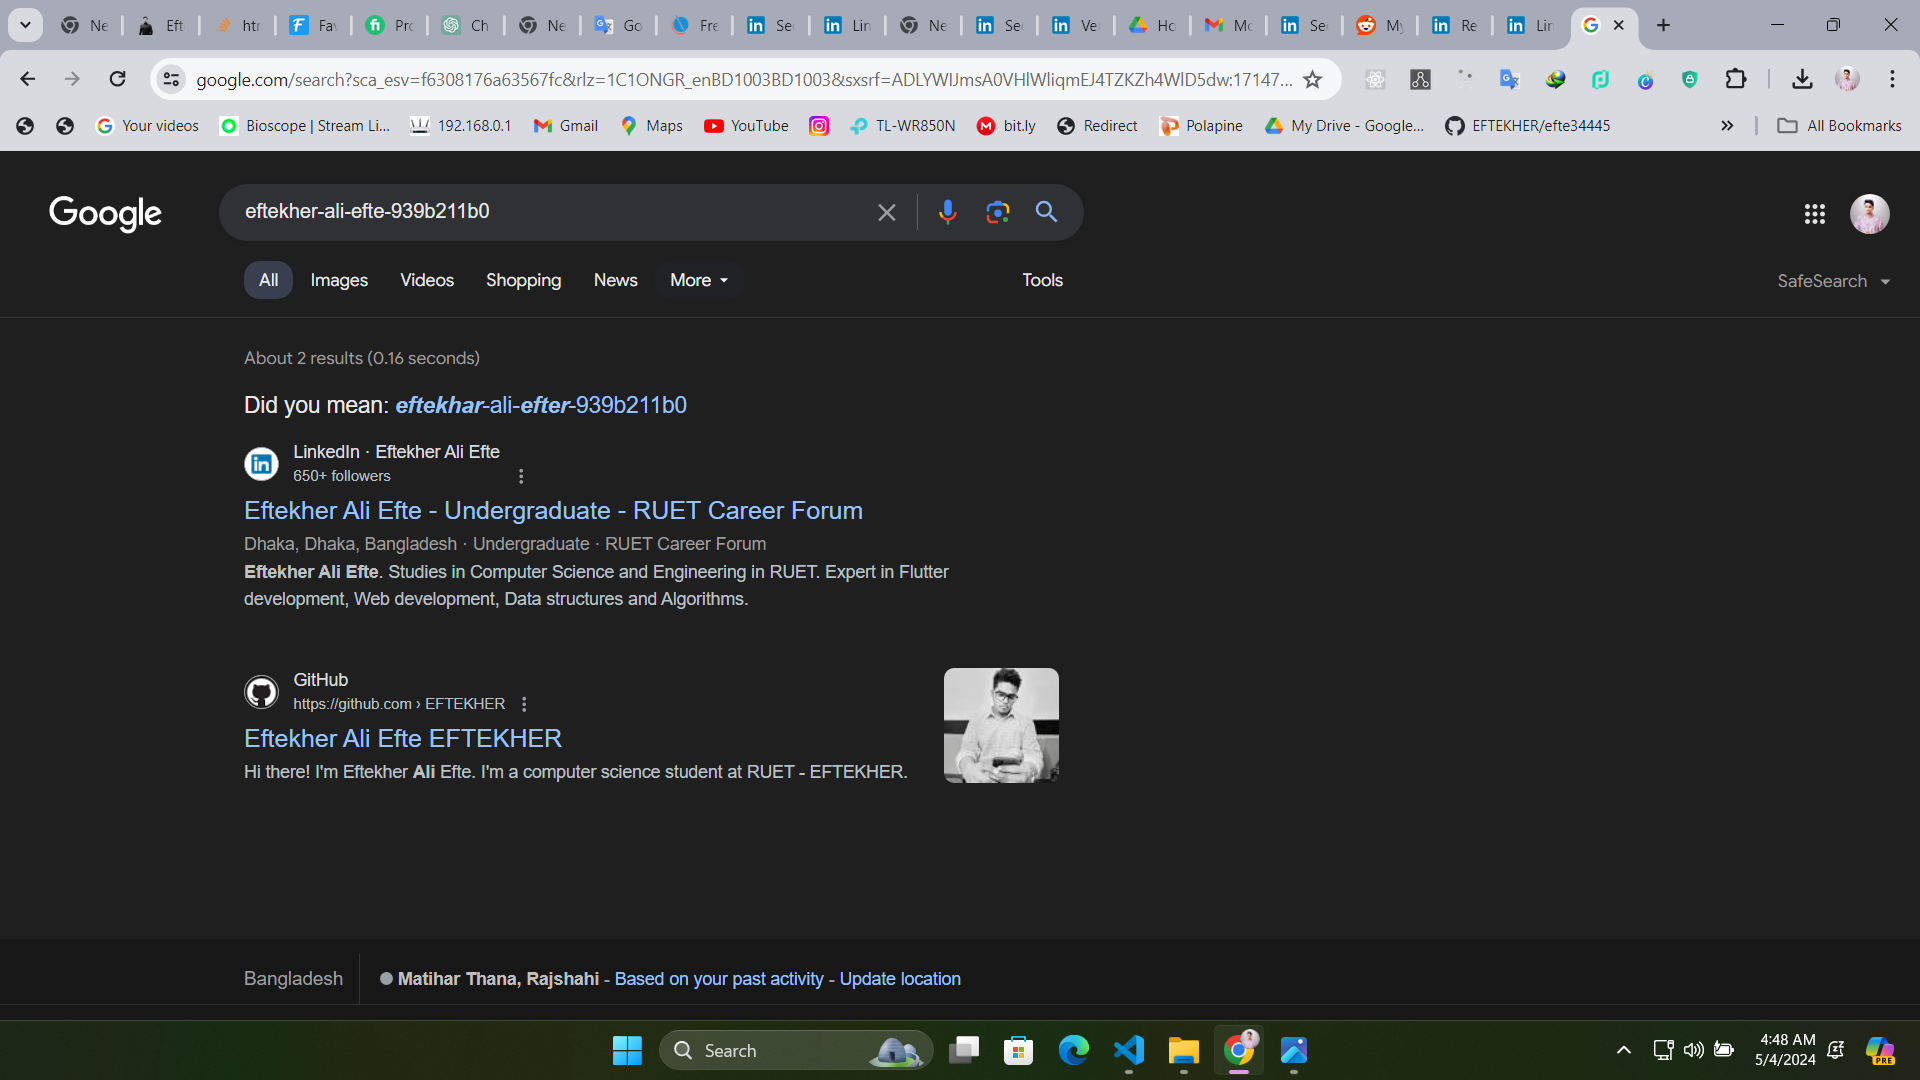 Ne
Eft
htr
Fav
Pro
Ch
Ne
Go
Fre
Se
Lin
Ne
Se
Ver
Ho
Mo
Se
My
Re
Lin
google.com/search?sca_esv=f6308176a63567fc&rlz=1C1ONGR_enBD1003BD1003&sxsrf=ADLYWIJmsA0VHlWliqmEJ4TZKZh4WlD5dw:17147...
Your videos
Bioscope | Stream Li...
192.168.0.1
Gmail
Maps
YouTube
TL-WR850N
bit.ly
Redirect
Polapine
My Drive - Google...
EFTEKHER/efte34445
All Bookmarks
Google
eftekher-ali-efte-939b211b0
All
Images
Videos
Shopping
News
More
Tools
SafeSearch
About 2 results (0.16 seconds)
Did you mean: eftekhar-ali-efter-939b211b0
LinkedIn · Eftekher Ali Efte
650+ followers
Eftekher Ali Efte - Undergraduate - RUET Career Forum
Dhaka, Dhaka, Bangladesh · Undergraduate · RUET Career Forum
Eftekher Ali Efte. Studies in Computer Science and Engineering in RUET. Expert in Flutter
development, Web development, Data structures and Algorithms.
GitHub
https://github.com › EFTEKHER
Eftekher Ali Efte EFTEKHER
Hi there! I'm Eftekher Ali Efte. I'm a computer science student at RUET - EFTEKHER.
Bangladesh
Matihar Thana, Rajshahi - Based on your past activity - Update location
Search
4:48 AM
5/4/2024
PRE